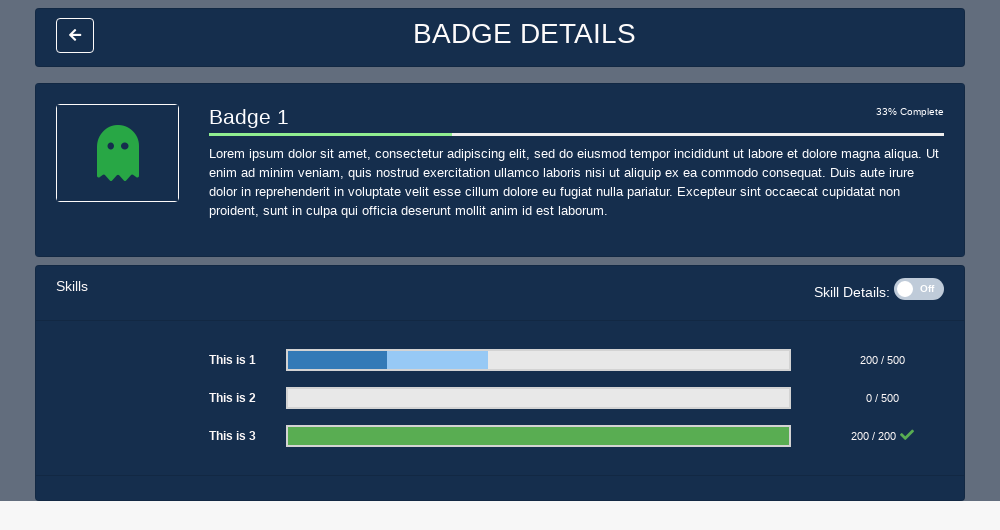 BADGE DETAILS
Badge 1
33% Complete
Lorem ipsum dolor sit amet, consectetur adipiscing elit, sed do eiusmod tempor incididunt ut labore et dolore magna aliqua. Ut
enim ad minim veniam, quis nostrud exercitation ullamco laboris nisi ut aliquip ex ea commodo consequat. Duis aute irure
dolor in reprehenderit in voluptate velit esse cillum dolore eu fugiat nulla pariatur. Excepteur sint occaecat cupidatat non
proident, sunt in culpa qui officia deserunt mollit anim id est laborum.
Skills
Skill Details: Off
This is 1 200 / 500
This is 2 0 / 500
This is 3 200 / 200